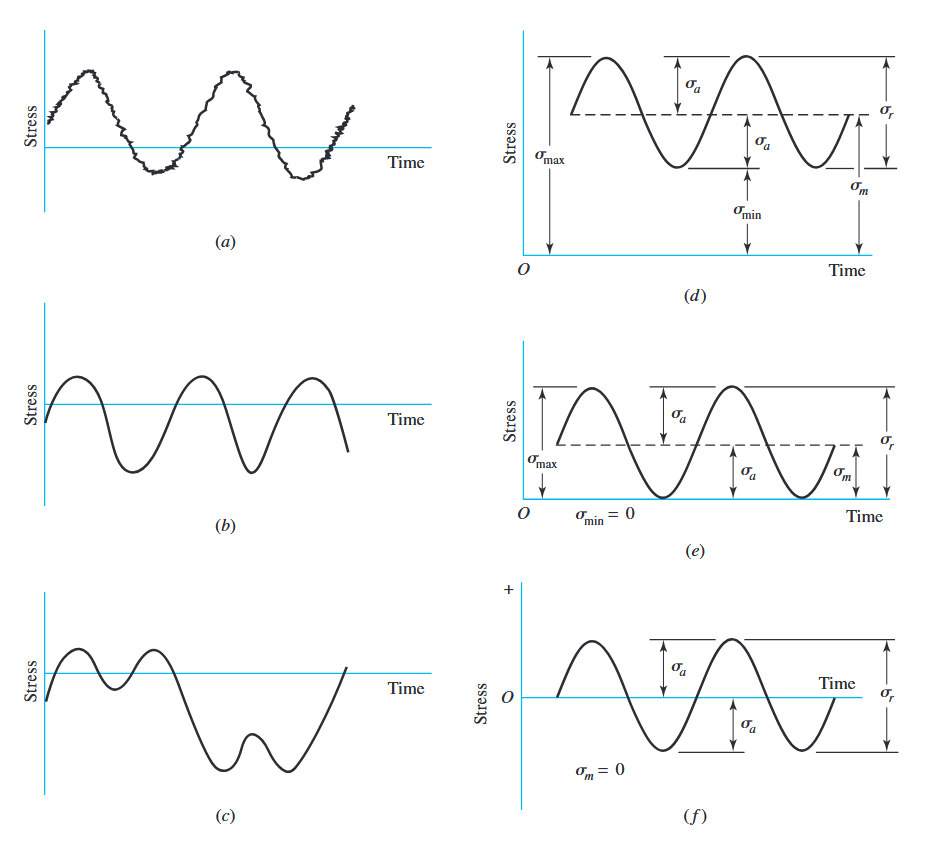 Stress
Time
(a)
Stress
Time
(b)
Stress
Time
(c)
Stress
σmax
σa
σa
σmin
σr
σm
O
Time
(d)
Stress
σmax
σa
σa
σm
σr
O
σmin = 0
Time
(e)
+
Stress
O
σa
σa
Time
σr
σm = 0
(f)